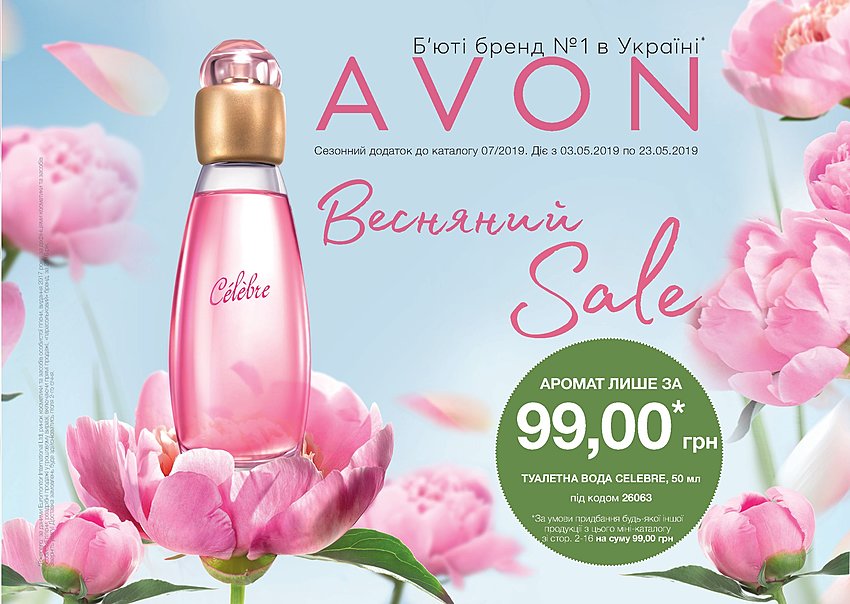 Б'юті бренд №1 в Україні*
AVON
Сезонний додаток до каталогу 07/2019. Діє з 03.05.2019 по 23.05.2019
Весняний
Sale
Célèbre
АРОМАТ ЛИШЕ ЗА
99,00* грн
ТУАЛЕТНА ВОДА CELEBRE, 50 мл
під кодом 26063
*За умови придбання будь-якої іншої
продукції з цього міні-каталогу
зі стор. 2-16 на суму 99,00 грн